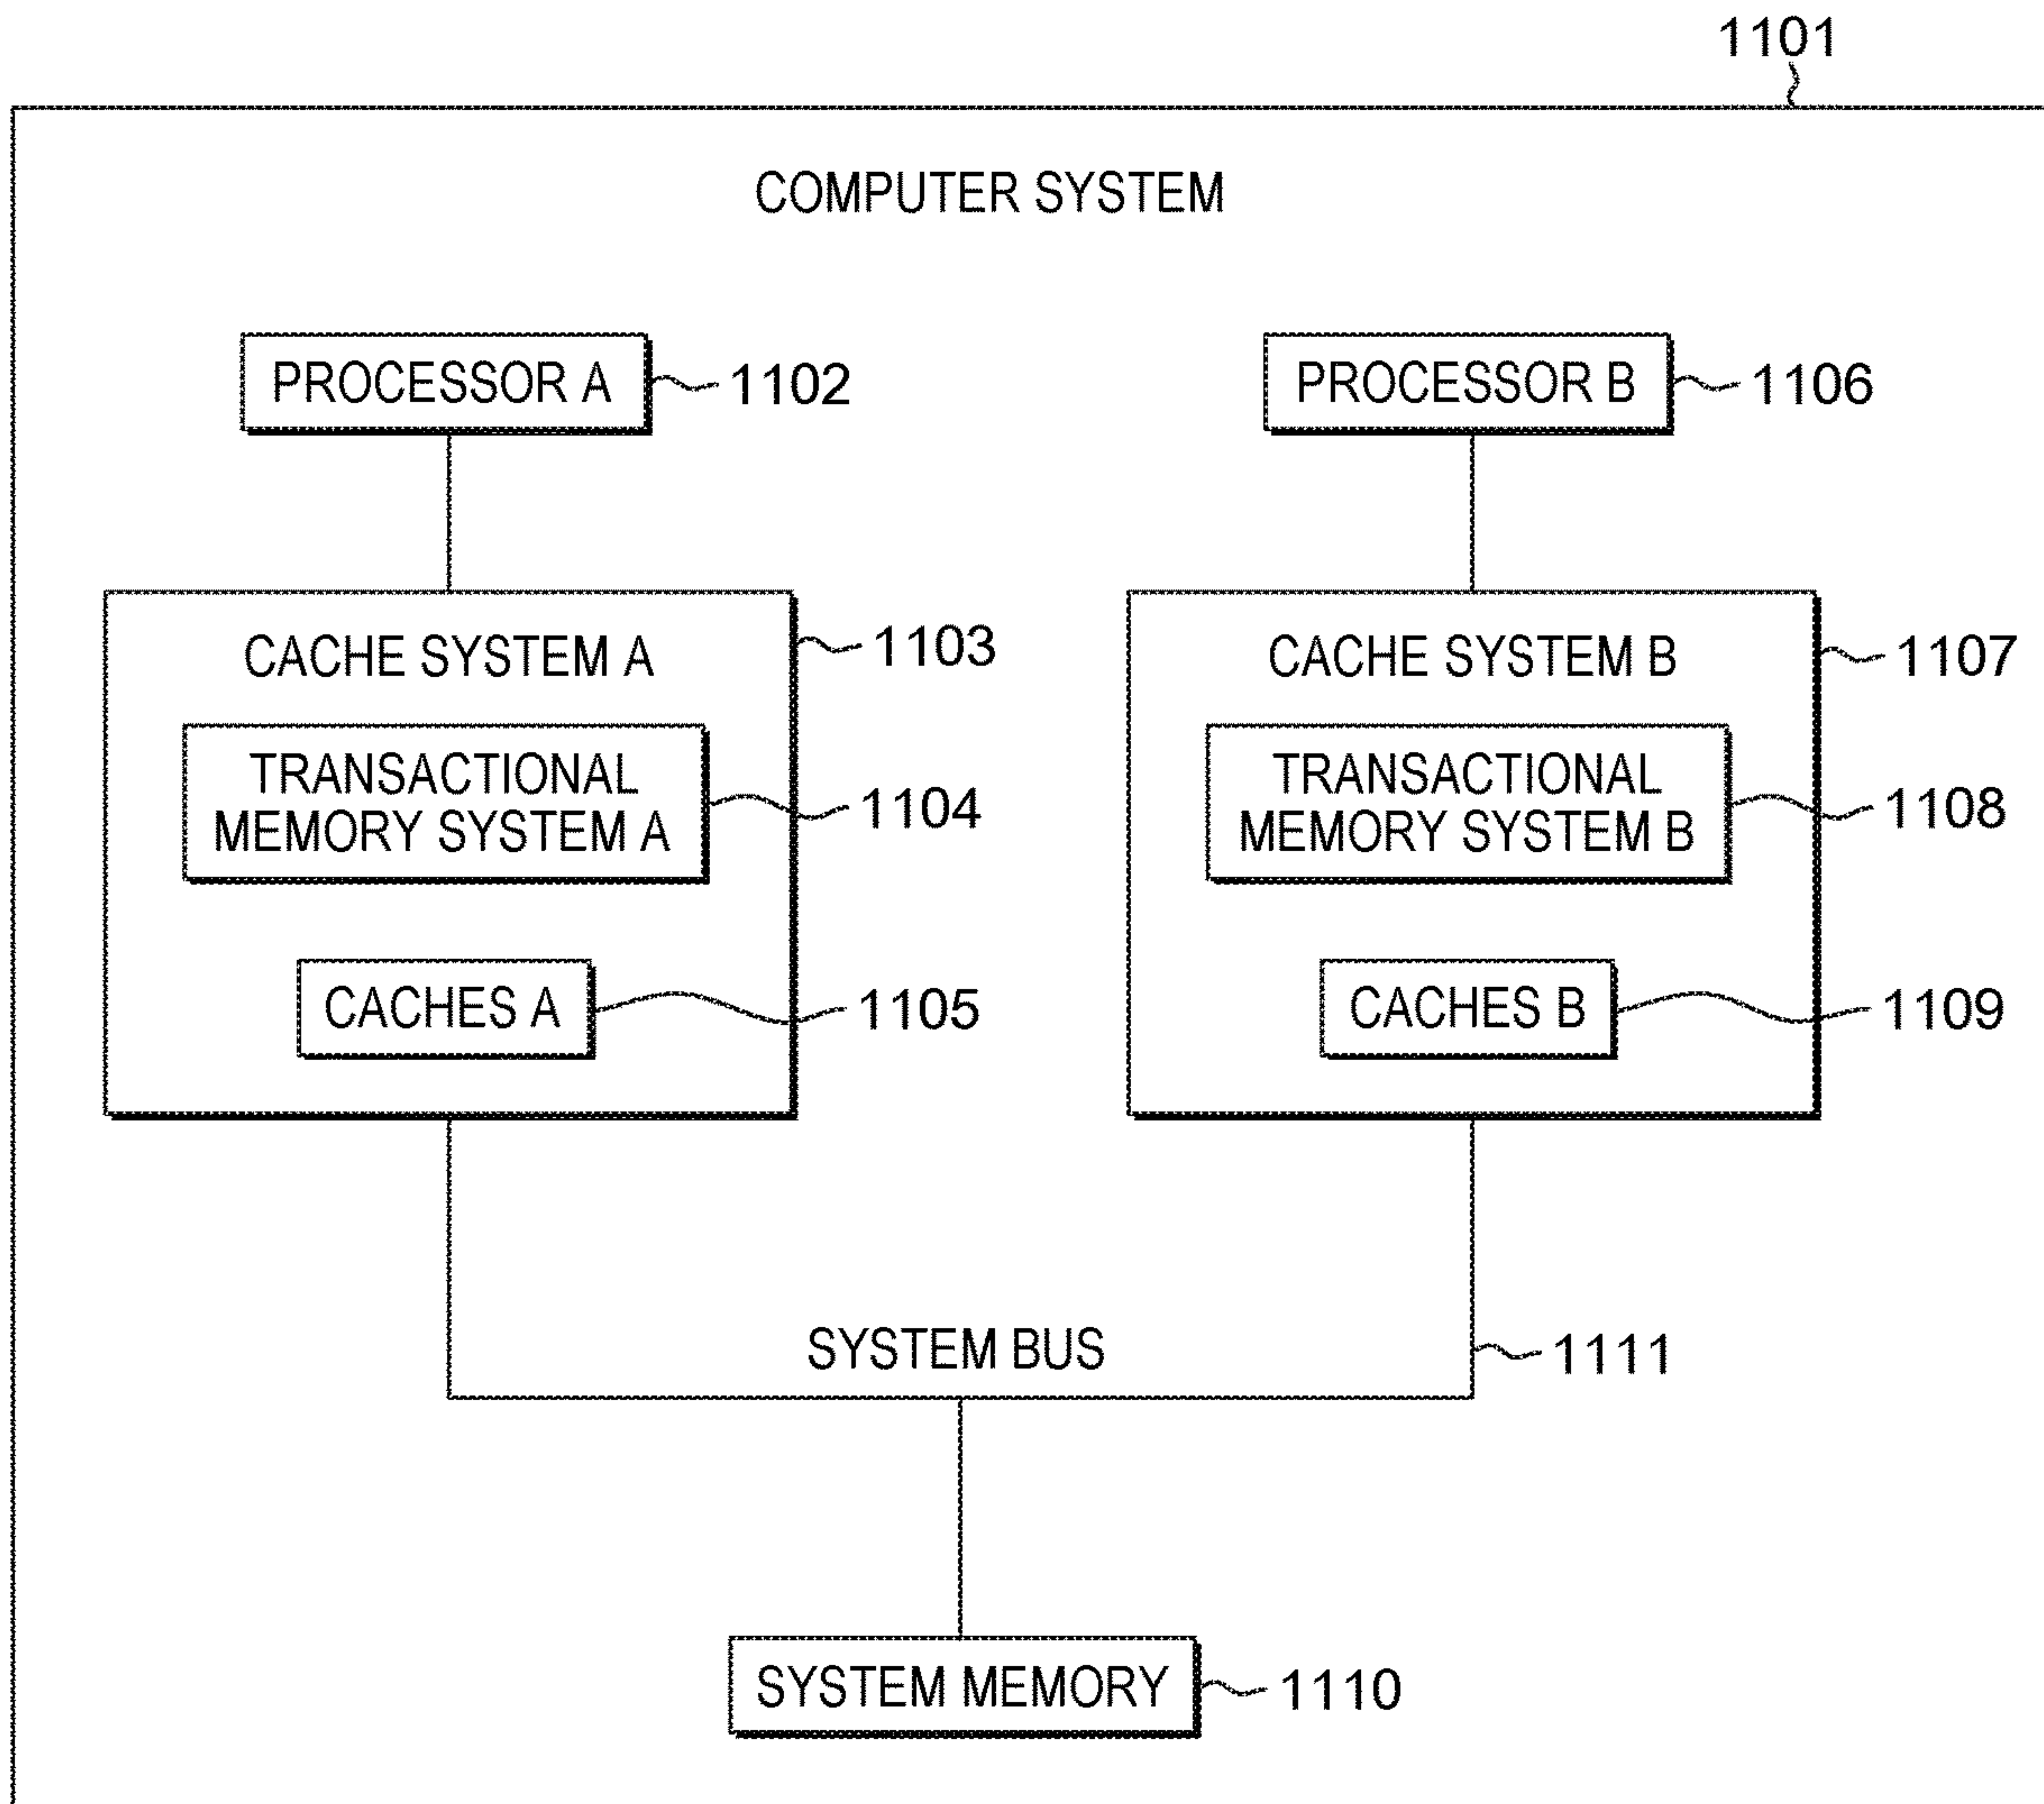 1101
COMPUTER SYSTEM
PROCESSOR A
1102
PROCESSOR B
1106
CACHE SYSTEM A
1103
TRANSACTIONAL
MEMORY SYSTEM A
1104
CACHES A
1105
CACHE SYSTEM B
1107
TRANSACTIONAL
MEMORY SYSTEM B
1108
CACHES B
1109
SYSTEM BUS
1111
SYSTEM MEMORY
1110